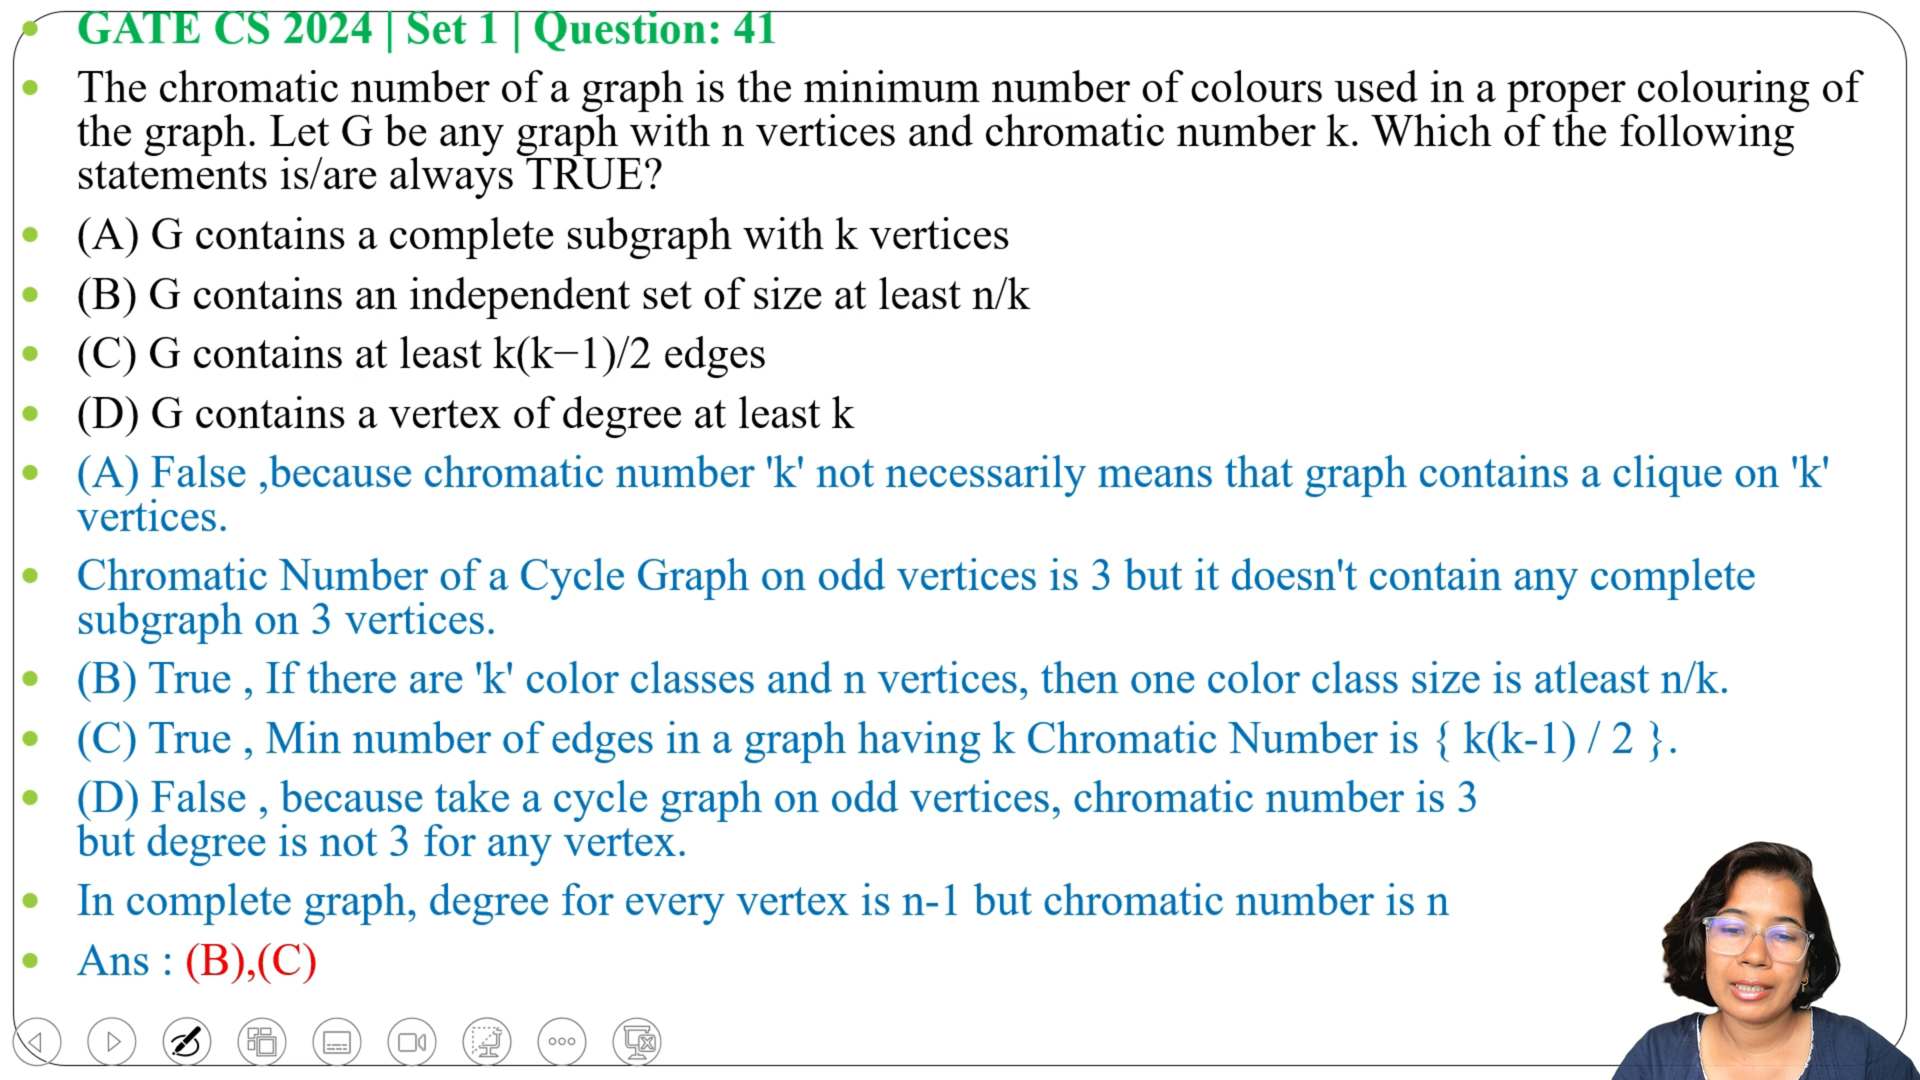 GATE CS 2024 | Set 1 | Question: 41
The chromatic number of a graph is the minimum number of colours used in a proper colouring of
the graph. Let G be any graph with n vertices and chromatic number k. Which of the following
statements is/are always TRUE?
(A) G contains a complete subgraph with k vertices
(B) G contains an independent set of size at least n/k
(C) G contains at least k(k−1)/2 edges
(D) G contains a vertex of degree at least k
(A) False ,because chromatic number 'k' not necessarily means that graph contains a clique on 'k'
vertices.
Chromatic Number of a Cycle Graph on odd vertices is 3 but it doesn't contain any complete
subgraph on 3 vertices.
(B) True , If there are 'k' color classes and n vertices, then one color class size is atleast n/k.
(C) True , Min number of edges in a graph having k Chromatic Number is { k(k-1) / 2 }.
(D) False , because take a cycle graph on odd vertices, chromatic number is 3
but degree is not 3 for any vertex.
In complete graph, degree for every vertex is n-1 but chromatic number is n
Ans : (B),(C)